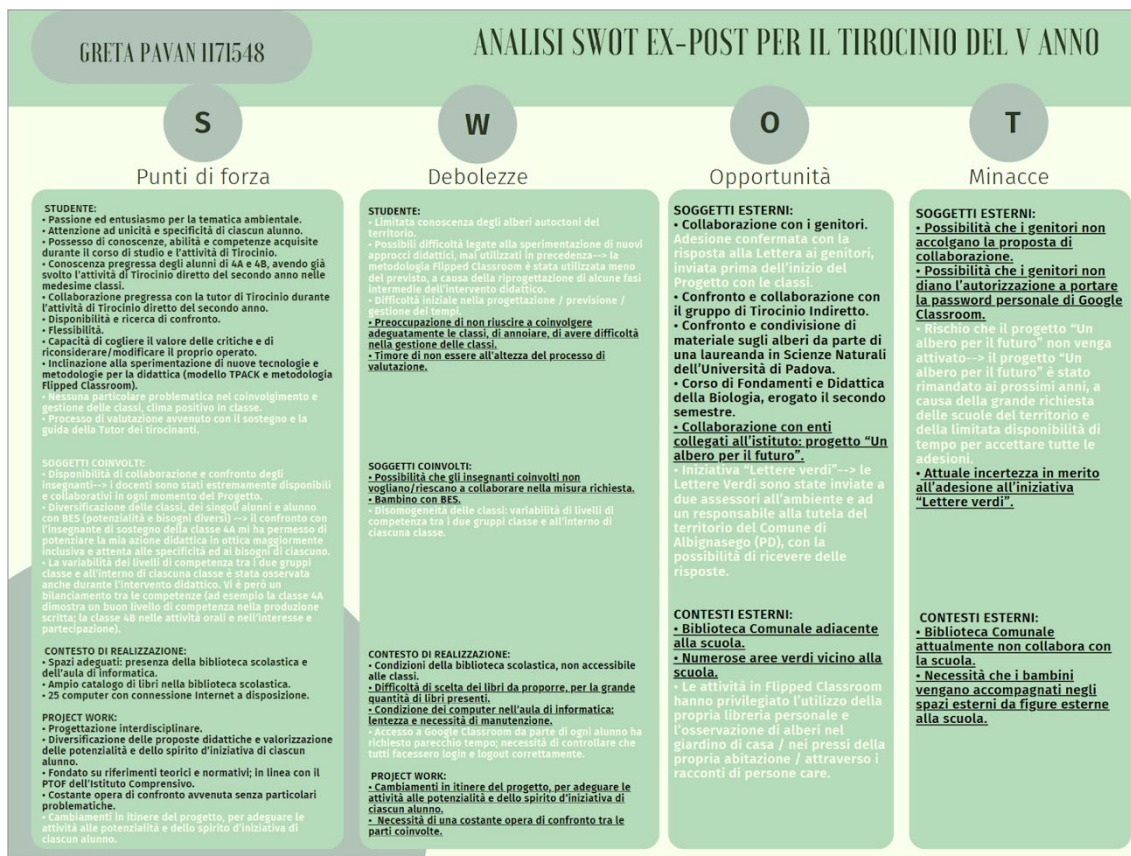 GRETA PAVAN 1171548
ANALISI SWOT EX-POST PER IL TIROCINIO DEL V ANNO
S
Punti di forza
STUDENTE:
• Passione ed entusiasmo per la tematica ambientale.
• Attenzione ad unicità e specificità di ciascun alunno.
• Possesso di conoscenze, abilità e competenze acquisite
durante il corso di studio e l'attività di Tirocinio.
• Conoscenza pregressa degli alunni di 4A e 4B, avendo già
svolto l'attività di Tirocinio diretto del secondo anno nelle
medesime classi.
• Collaborazione pregressa con la tutor di Tirocinio durante
l'attività di Tirocinio diretto del secondo anno.
• Disponibilità e ricerca di confronto.
• Flessibilità.
• Capacità di cogliere il valore delle critiche e di
riconsiderare/modificare il proprio operato.
• Inclinazione alla sperimentazione di nuove tecnologie e
metodologie per la didattica (modello TPACK e metodologia
Flipped Classroom).
• Nessuna particolare problematica nel coinvolgimento e
gestione delle classi, clima positivo in classe.
• Processo di valutazione avvenuto con il sostegno e la
guida della Tutor dei tirocinanti.
SOGGETTI COINVOLTI:
• Disponibilità di collaborazione e confronto degli
insegnanti--> i docenti sono stati estremamente disponibili
e collaborativi in ogni momento del Progetto.
• Diversificazione delle classi, dei singoli alunni e alunno
con BES (potenzialità e bisogni diversi) --> il confronto con
l'insegnante di sostegno della classe 4A mi ha permesso di
potenziare la mia azione didattica in ottica maggiormente
inclusiva e attenta alle specificità ed ai bisogni di ciascuno.
• La variabilità dei livelli di competenza tra i due gruppi
classe e all'interno di ciascuna classe è stata osservata
anche durante l'intervento didattico. Vi è però un
bilanciamento tra le competenze (ad esempio la classe 4A
dimostra un buon livello di competenza nella produzione
scritta; la classe 4B nelle attività orali e nell'interesse e
partecipazione).
CONTESTO DI REALIZZAZIONE:
• Spazi adeguati: presenza della biblioteca scolastica e
dell'aula di informatica.
• Ampio catalogo di libri nella biblioteca scolastica.
• 25 computer con connessione Internet a disposizione.
PROJECT WORK:
• Progettazione interdisciplinare.
• Diversificazione delle proposte didattiche e valorizzazione
delle potenzialità e dello spirito d'iniziativa di ciascun
alunno.
• Fondato su riferimenti teorici e normativi; in linea con il
PTOF dell'Istituto Comprensivo.
• Costante opera di confronto avvenuta senza particolari
problematiche.
• Cambiamenti in itinere del progetto, per adeguare le
attività alle potenzialità e dello spirito d'iniziativa di
ciascun alunno.
W
Debolezze
STUDENTE:
• Limitata conoscenza degli alberi autoctoni del
territorio.
• Possibili difficoltà legate alla sperimentazione di nuovi
approcci didattici, mai utilizzati in precedenza--> la
metodologia Flipped Classroom è stata utilizzata meno
del previsto, a causa della riprogettazione di alcune fasi
intermedie dell'intervento didattico.
• Difficoltà iniziale nella progettazione / previsione /
gestione dei tempi.
• Preoccupazione di non riuscire a coinvolgere
adeguatamente le classi, di annoiare, di avere difficoltà
nella gestione delle classi.
• Timore di non essere all'altezza del processo di
valutazione.
SOGGETTI COINVOLTI:
• Possibilità che gli insegnanti coinvolti non
vogliano/riescano a collaborare nella misura richiesta.
• Bambino con BES.
• Disomogeneità delle classi: variabilità di livelli di
competenza tra i due gruppi classe e all'interno di
ciascuna classe.
CONTESTO DI REALIZZAZIONE:
• Condizioni della biblioteca scolastica, non accessibile
alle classi.
• Difficoltà di scelta dei libri da proporre, per la grande
quantità di libri presenti.
• Condizione dei computer nell'aula di informatica:
lentezza e necessità di manutenzione.
• Accesso a Google Classroom da parte di ogni alunno ha
richiesto parecchio tempo; necessità di controllare che
tutti facessero login e logout correttamente.
PROJECT WORK:
• Cambiamenti in itinere del progetto, per adeguare le
attività alle potenzialità e dello spirito d'iniziativa di
ciascun alunno.
• Necessità di una costante opera di confronto tra le
parti coinvolte.
O
Opportunità
SOGGETTI ESTERNI:
• Collaborazione con i genitori.
Adesione confermata con la
risposta alla Lettera ai genitori,
inviata prima dell'inizio del
Progetto con le classi.
• Confronto e collaborazione con
il gruppo di Tirocinio Indiretto.
• Confronto e condivisione di
materiale sugli alberi da parte di
una laureanda in Scienze Naturali
dell'Università di Padova.
• Corso di Fondamenti e Didattica
della Biologia, erogato il secondo
semestre.
• Collaborazione con enti
collegati all'istituto: progetto “Un
albero per il futuro”.
• Iniziativa “Lettere verdi”--> le
Lettere Verdi sono state inviate a
due assessori all'ambiente e ad
un responsabile alla tutela del
territorio del Comune di
Albignasego (PD), con la
possibilità di ricevere delle
risposte.
CONTESTI ESTERNI:
• Biblioteca Comunale adiacente
alla scuola.
• Numerose aree verdi vicino alla
scuola.
• Le attività in Flipped Classroom
hanno privilegiato l'utilizzo della
propria libreria personale e
l'osservazione di alberi nel
giardino di casa / nei pressi della
propria abitazione / attraverso i
racconti di persone care.
T
Minacce
SOGGETTI ESTERNI:
• Possibilità che i genitori non
accolgano la proposta di
collaborazione.
• Possibilità che i genitori non
diano l'autorizzazione a portare
la password personale di Google
Classroom.
• Rischio che il progetto “Un
albero per il futuro” non venga
attivato--> il progetto “Un
albero per il futuro” è stato
rimandato ai prossimi anni, a
causa della grande richiesta
delle scuole del territorio e
della limitata disponibilità di
tempo per accettare tutte le
adesioni.
• Attuale incertezza in merito
all'adesione all'iniziativa
“Lettere verdi”.
CONTESTI ESTERNI:
• Biblioteca Comunale
attualmente non collabora con
la scuola.
• Necessità che i bambini
vengano accompagnati negli
spazi esterni da figure esterne
alla scuola.